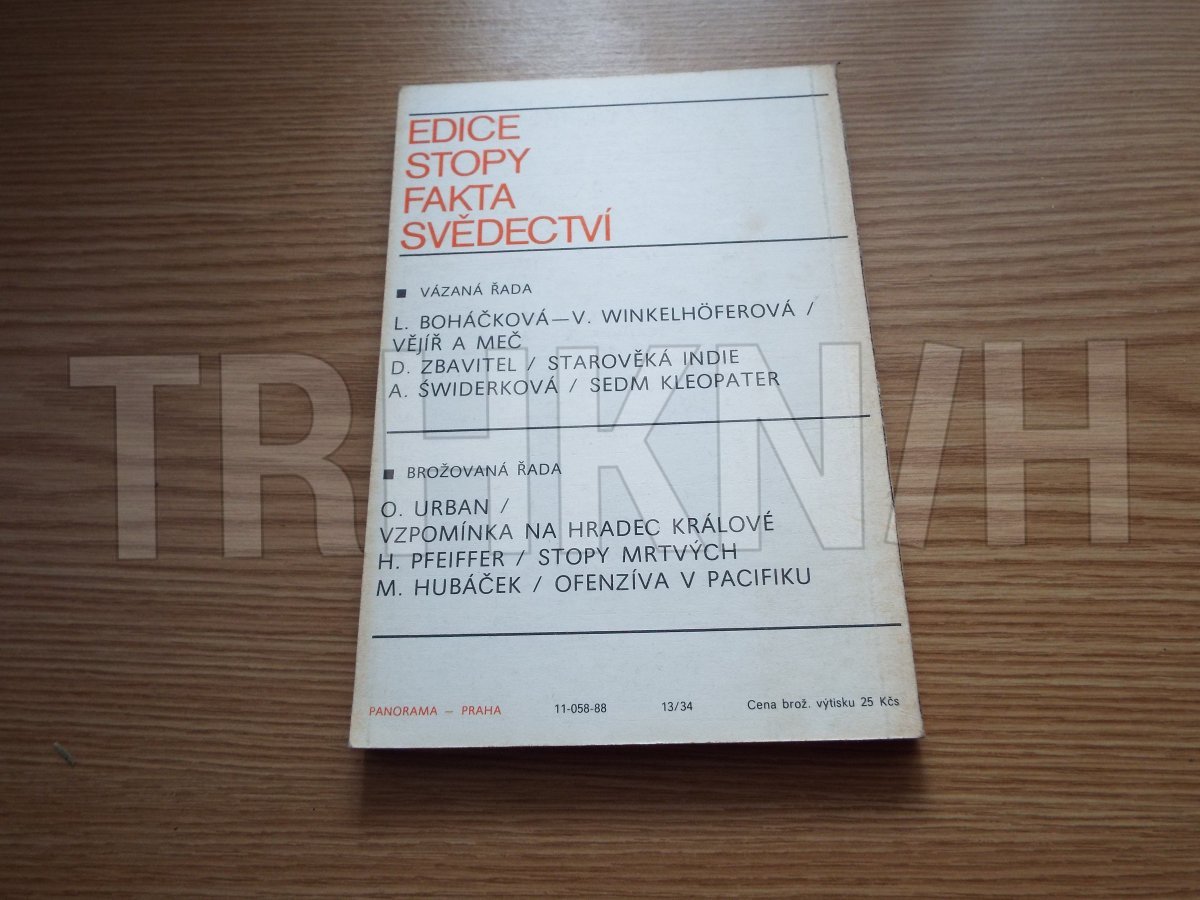 EDICE
STOPY
FAKTA
SVĚDECTVÍ
■ VÁZANÁ ŘADA
L. BOHÁČKOVÁ—V. WINKELHÖFEROVÁ /
VĚJÍŘ A MEČ
D. ZBAVITEL / STAROVĚKÁ INDIE
A. ŚWIDERKOVÁ / SEDM KLEOPATER
■ BROŽOVANÁ ŘADA
O. URBAN /
VZPOMÍNKA NA HRADEC KRÁLOVÉ
H. PFEIFFER / STOPY MRTVÝCH
M. HUBÁČEK / OFENZÍVA V PACIFIKU
PANORAMA — PRAHA 11-058-88 13/34 Cena brož. výtisku 25 Kčs
TRHKN/H